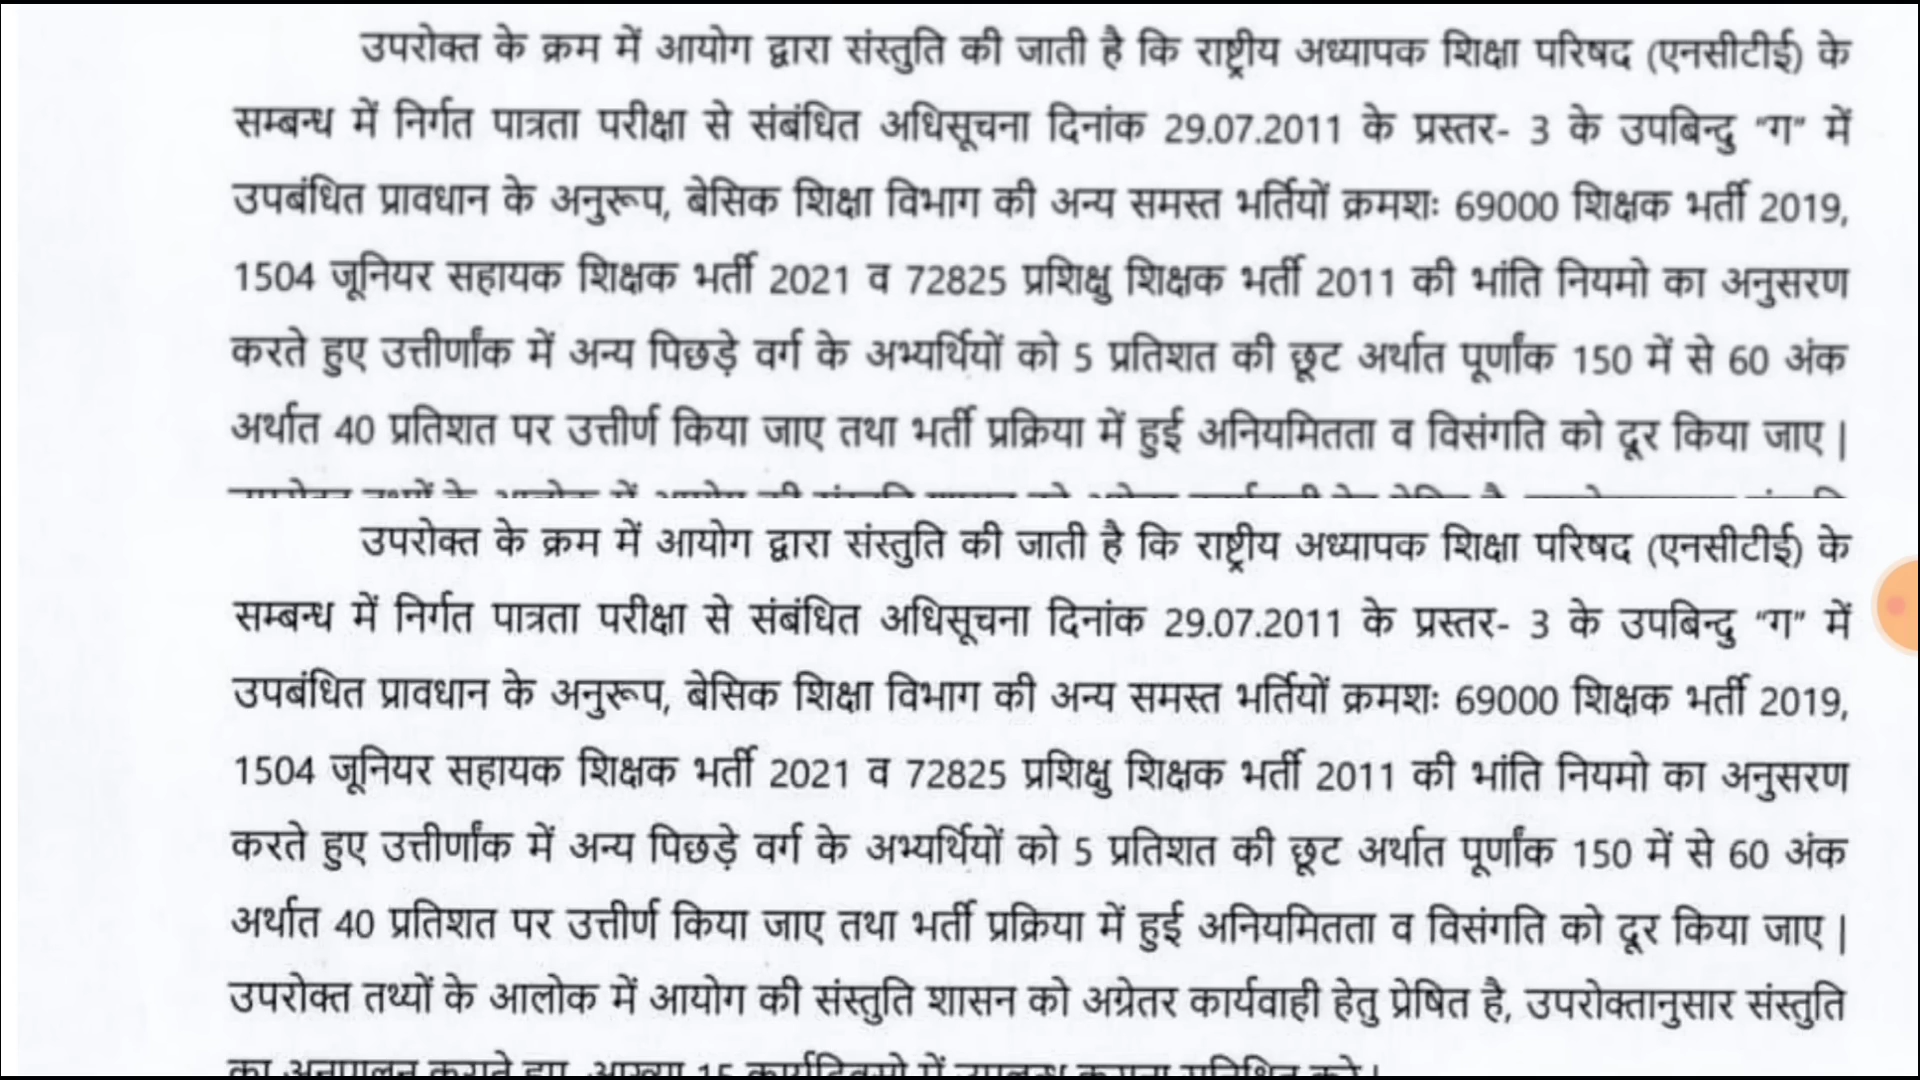 उपरोक्त के क्रम में आयोग द्वारा संस्तुति की जाती है कि राष्ट्रीय अध्यापक शिक्षा परिषद (एनसीटीई) के
सम्बन्ध में निर्गत पात्रता परीक्षा से संबंधित अधिसूचना दिनांक 29.07.2011 के प्रस्तर- 3 के उपबिन्दु "ग" में
उपबंधित प्रावधान के अनुरूप, बेसिक शिक्षा विभाग की अन्य समस्त भर्तियों क्रमशः 69000 शिक्षक भर्ती 2019,
1504 जूनियर सहायक शिक्षक भर्ती 2021 व 72825 प्रशिक्षु शिक्षक भर्ती 2011 की भांति नियमो का अनुसरण
करते हुए उत्तीर्णांक में अन्य पिछड़े वर्ग के अभ्यर्थियों को 5 प्रतिशत की छूट अर्थात पूर्णांक 150 में से 60 अंक
अर्थात 40 प्रतिशत पर उत्तीर्ण किया जाए तथा भर्ती प्रक्रिया में हुई अनियमितता व विसंगति को दूर किया जाए |
उपरोक्त के क्रम में आयोग द्वारा संस्तुति की जाती है कि राष्ट्रीय अध्यापक शिक्षा परिषद (एनसीटीई) के
सम्बन्ध में निर्गत पात्रता परीक्षा से संबंधित अधिसूचना दिनांक 29.07.2011 के प्रस्तर- 3 के उपबिन्दु "ग" में
उपबंधित प्रावधान के अनुरूप, बेसिक शिक्षा विभाग की अन्य समस्त भर्तियों क्रमशः 69000 शिक्षक भर्ती 2019,
1504 जूनियर सहायक शिक्षक भर्ती 2021 व 72825 प्रशिक्षु शिक्षक भर्ती 2011 की भांति नियमो का अनुसरण
करते हुए उत्तीर्णांक में अन्य पिछड़े वर्ग के अभ्यर्थियों को 5 प्रतिशत की छूट अर्थात पूर्णांक 150 में से 60 अंक
अर्थात 40 प्रतिशत पर उत्तीर्ण किया जाए तथा भर्ती प्रक्रिया में हुई अनियमितता व विसंगति को दूर किया जाए |
उपरोक्त तथ्यों के आलोक में आयोग की संस्तुति शासन को अग्रेतर कार्यवाही हेतु प्रेषित है, उपरोक्तानुसार संस्तुति